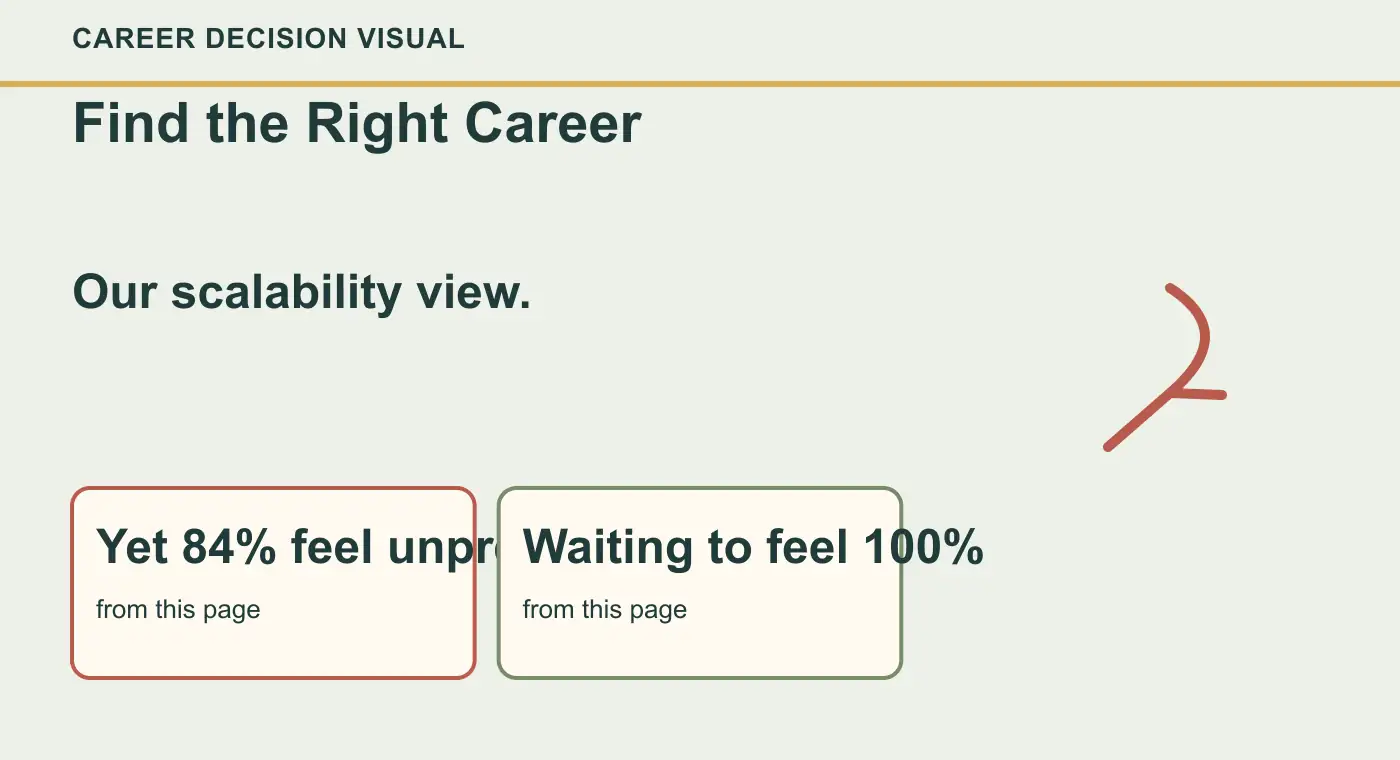 CAREER DECISION VISUAL
Find the Right Career
Our scalability view.
Yet 84% feel
Waiting to feel 100%
from this page
from this page